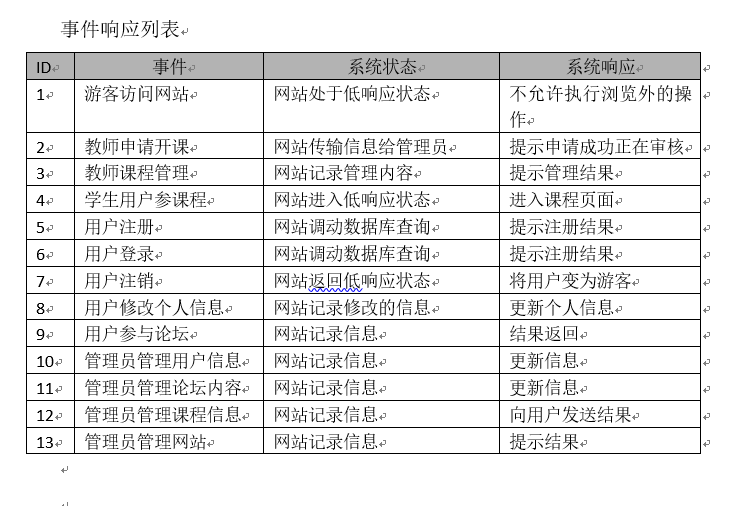 事件响应列表
ID 事件 系统状态 系统响应
1 游客访问网站 网站处于低响应状态 不允许执行浏览外的操
作
2 教师申请开课 网站传输信息给管理员 提示申请成功正在审核
3 教师课程管理 网站记录管理内容 提示管理结果
4 学生用户参课程 网站进入低响应状态 进入课程页面
5 用户注册 网站调动数据库查询 提示注册结果
6 用户登录 网站调动数据库查询 提示注册结果
7 用户注销 网站返回低响应状态 将用户变为游客
8 用户修改个人信息 网站记录修改的信息 更新个人信息
9 用户参与论坛 网站记录信息 结果返回
10 管理员管理用户信息 网站记录信息 更新信息
11 管理员管理论坛内容 网站记录信息 更新信息
12 管理员管理课程信息 网站记录信息 向用户发送结果
13 管理员管理网站 网站记录信息 提示结果